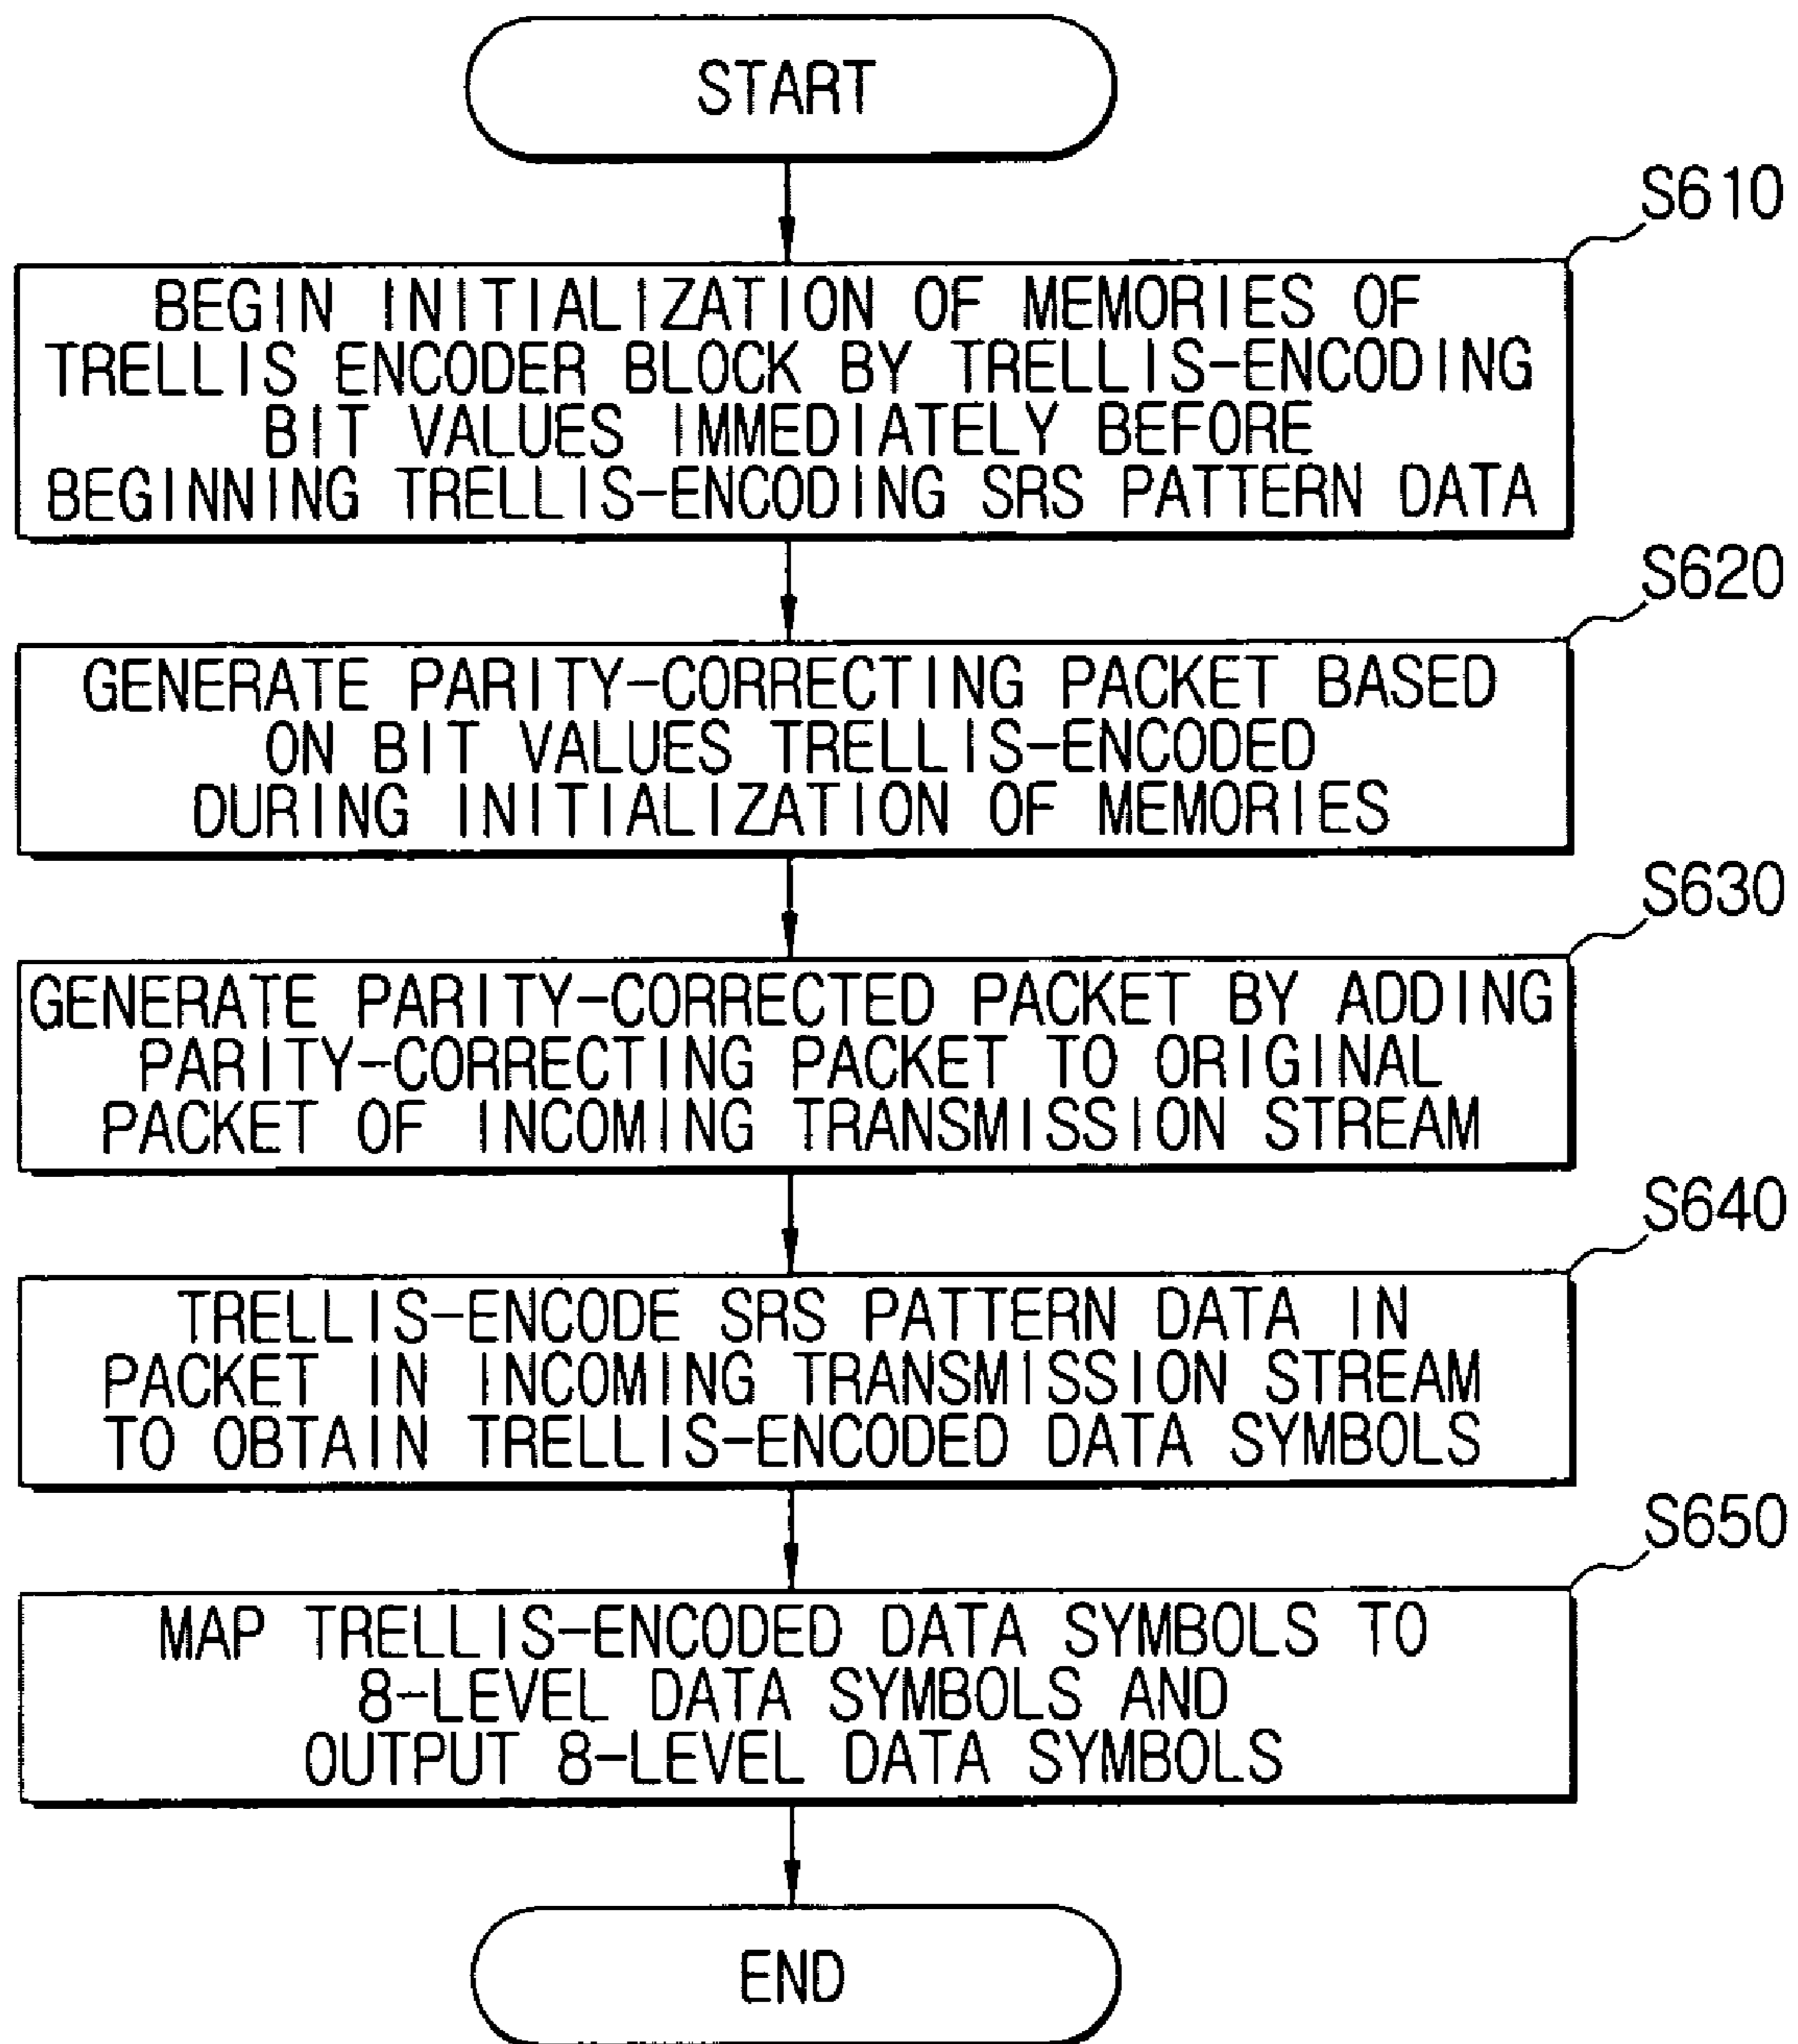 START
S610
BEGIN INITIALIZATION OF MEMORIES OF
TRELLIS ENCODER BLOCK BY TRELLIS-ENCODING
BIT VALUES IMMEDIATELY BEFORE
BEGINNING TRELLIS-ENCODING SRS PATTERN DATA
S620
GENERATE PARITY-CORRECTING PACKET BASED
ON BIT VALUES TRELLIS-ENCODED
DURING INITIALIZATION OF MEMORIES
S630
GENERATE PARITY-CORRECTED PACKET BY ADDING
PARITY-CORRECTING PACKET TO ORIGINAL
PACKET OF INCOMING TRANSMISSION STREAM
S640
TRELLIS-ENCODE SRS PATTERN DATA IN
PACKET IN INCOMING TRANSMISSION STREAM
TO OBTAIN TRELLIS-ENCODED DATA SYMBOLS
S650
MAP TRELLIS-ENCODED DATA SYMBOLS TO
8-LEVEL DATA SYMBOLS AND
OUTPUT 8-LEVEL DATA SYMBOLS
END